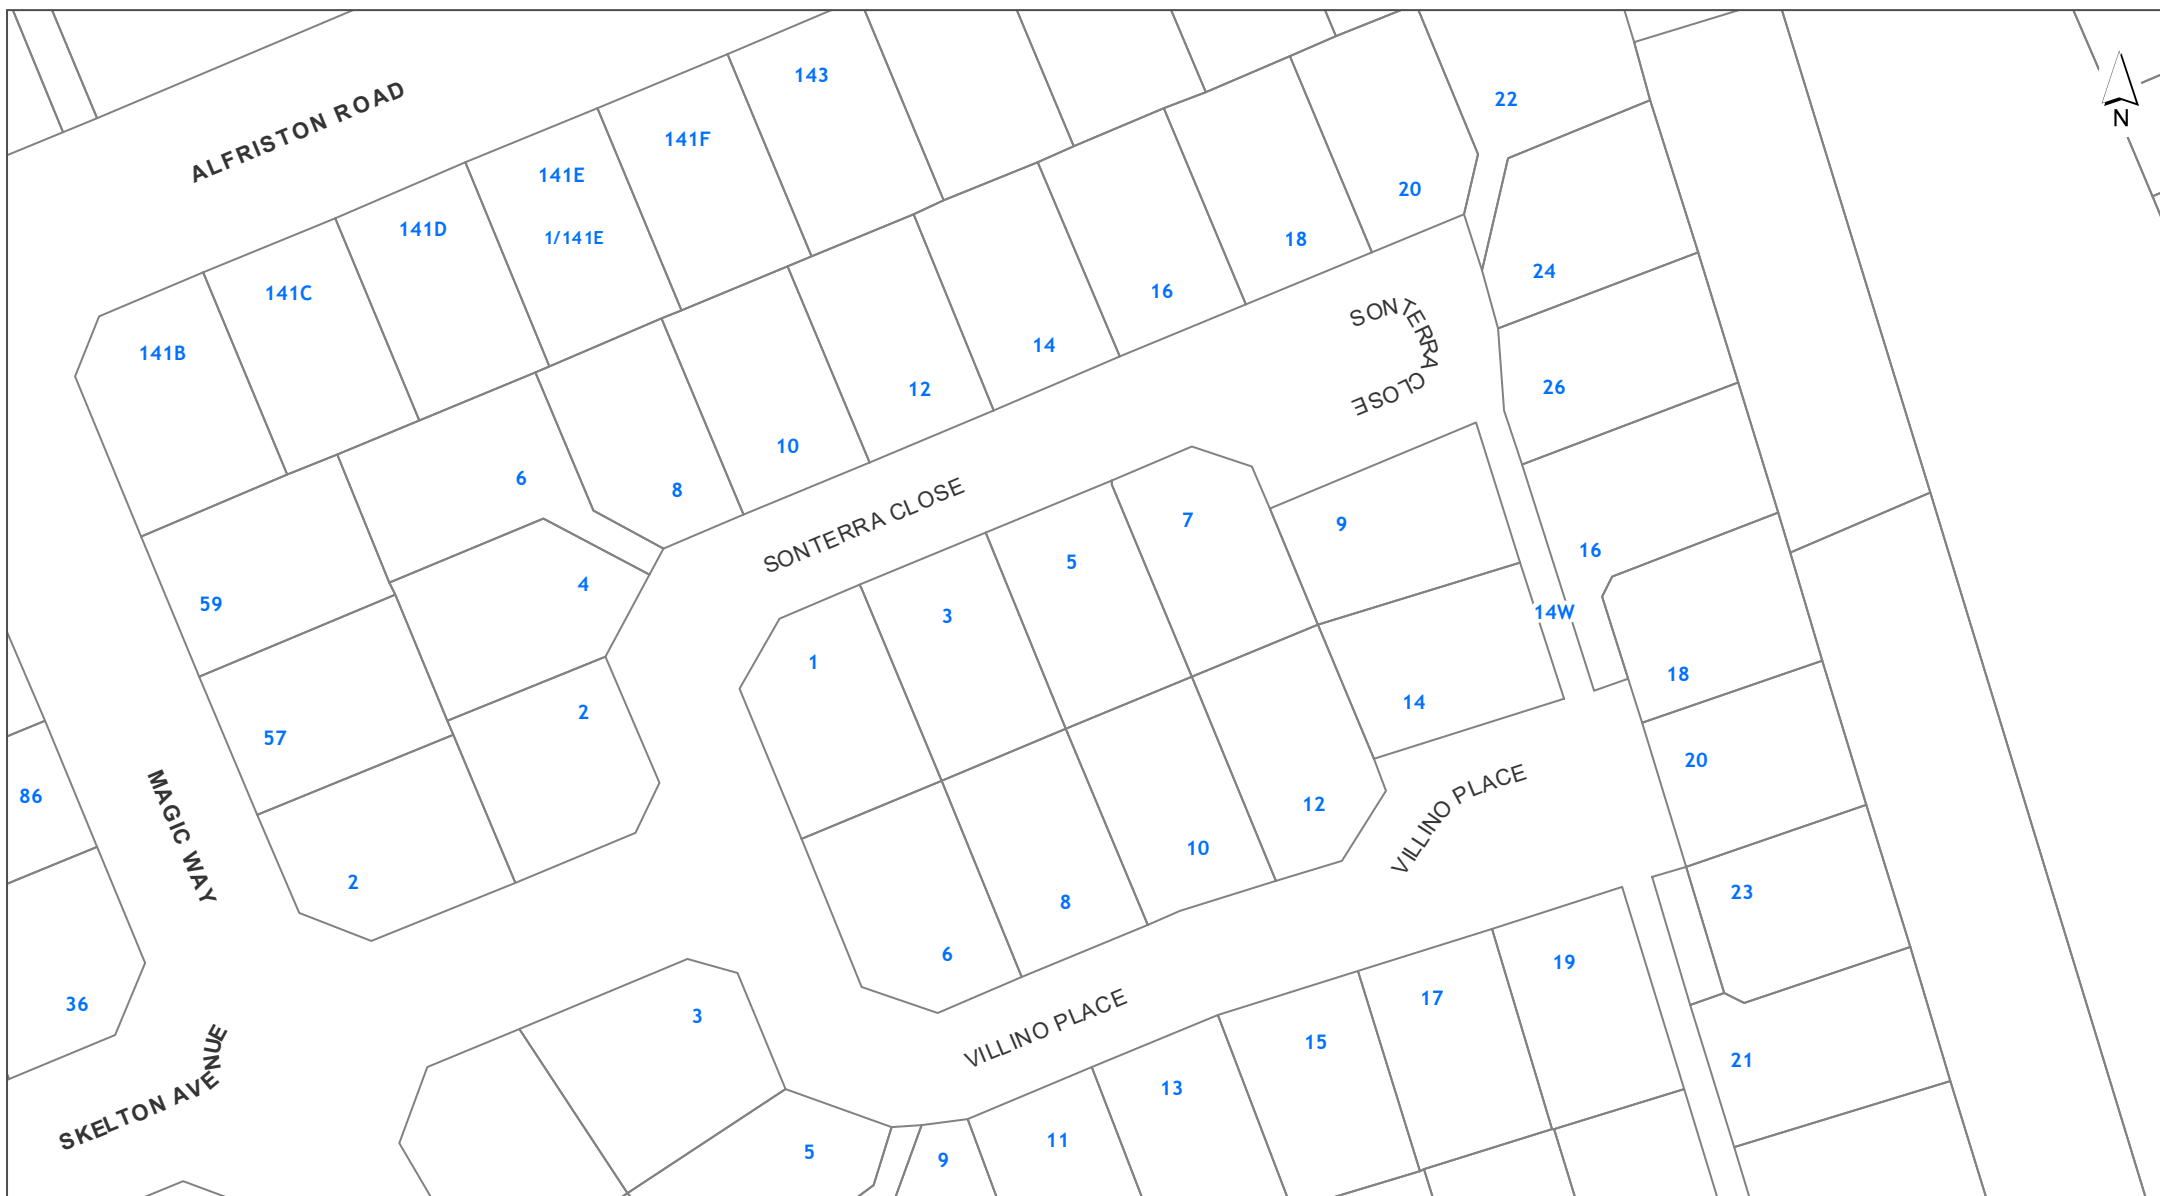 143
22
ALFRISTON ROAD
N
141F
141E
20
141D
1/141E
18
24
141C
16
SONTERRA CLOSE
14
141B
12
26
10
6
8
SONTERRA CLOSE
7
9
16
5
4
59
3
14W
1
18
2
14
57
20
MAGIC WAY
86
VILLINO PLACE
12
10
2
23
8
6
19
36
3
17
VILLINO PLACE
15
SKELTON AVENUE
21
13
11
5
9